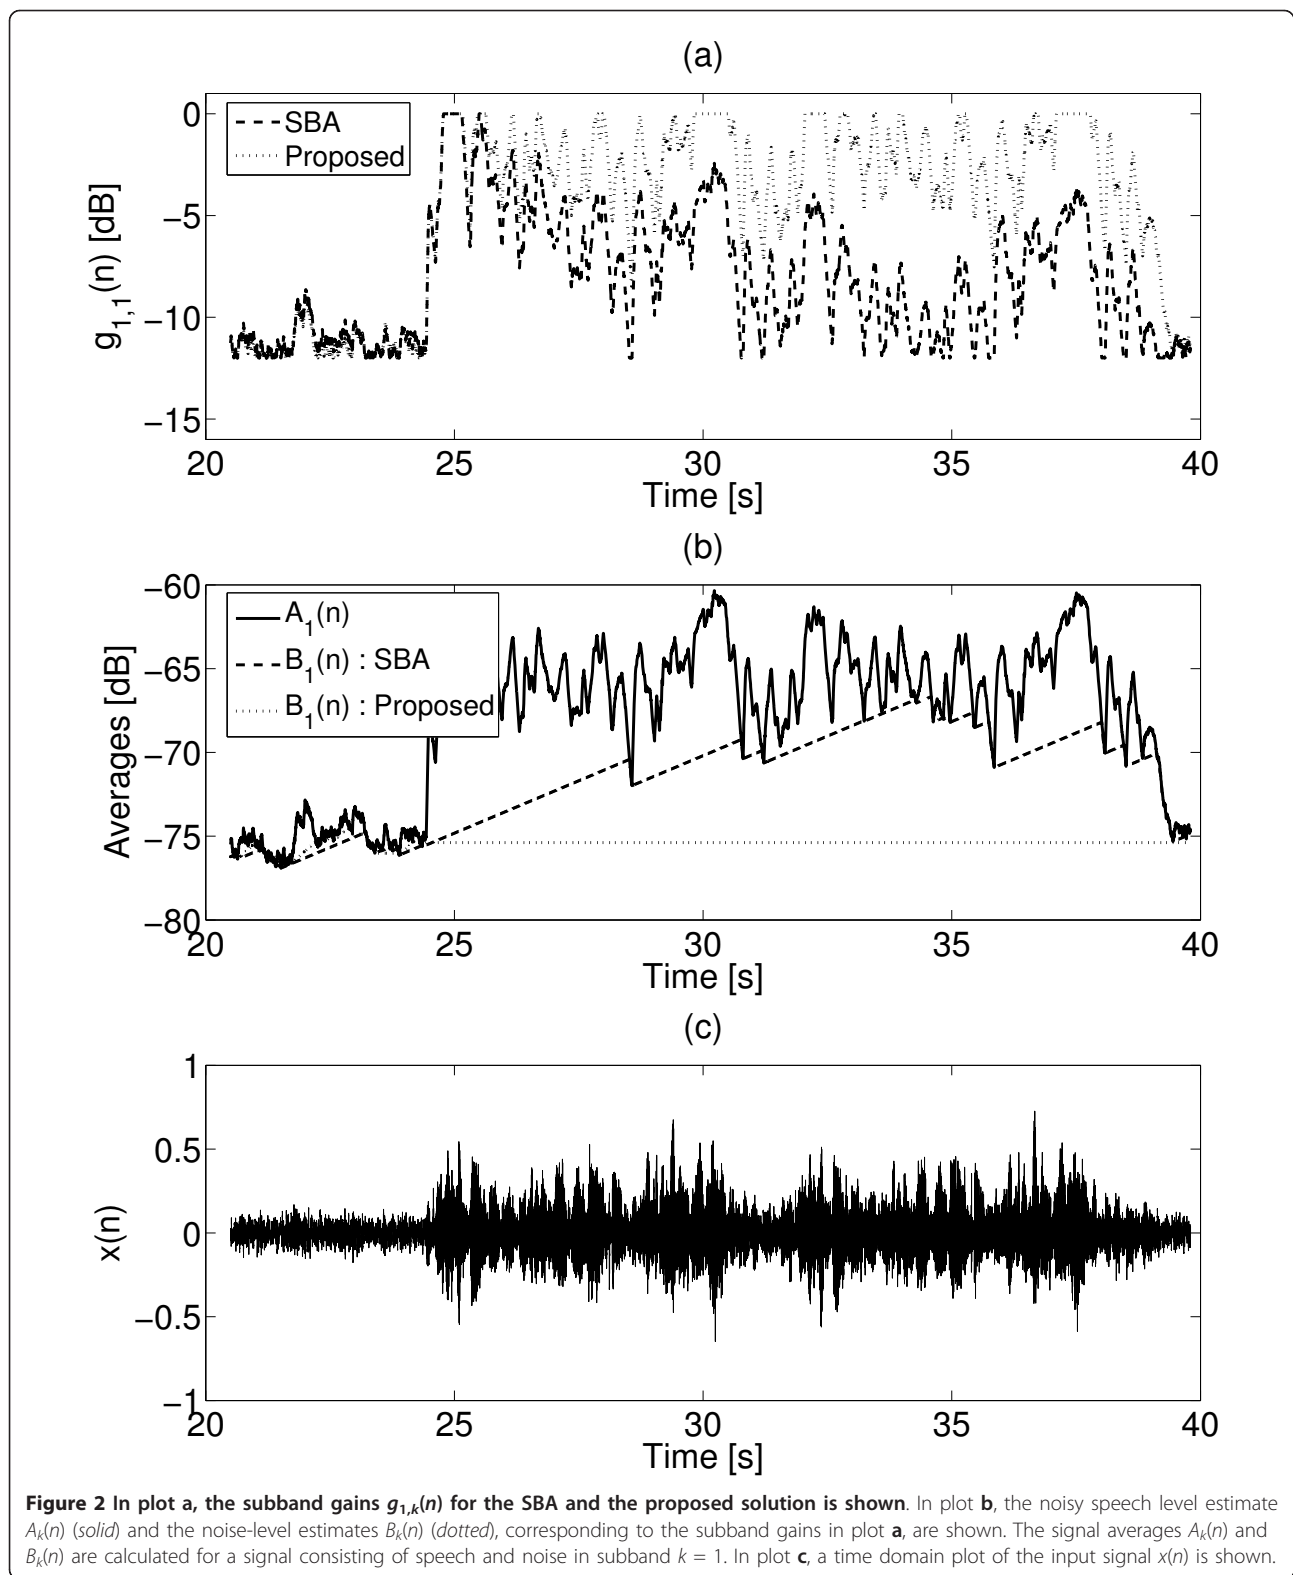 (a)
0
−5
−10
−15
g1,1(n) [dB]
SBA
Proposed
20 25 30 35 40
Time [s]
(b)
−60
−65
−70
−75
−80
Averages [dB]
A1(n)
B1(n) : SBA
B1(n) : Proposed
20 25 30 35 40
Time [s]
(c)
1
0.5
0
−0.5
−1
x(n)
20 25 30 35 40
Time [s]
Figure 2 In plot a, the subband gains g1,k(n) for the SBA and the proposed solution is shown. In plot b, the noisy speech level estimate
Ak(n) (solid) and the noise-level estimates Bk(n) (dotted), corresponding to the subband gains in plot a, are shown. The signal averages Ak(n) and
Bk(n) are calculated for a signal consisting of speech and noise in subband k = 1. In plot c, a time domain plot of the input signal x(n) is shown.